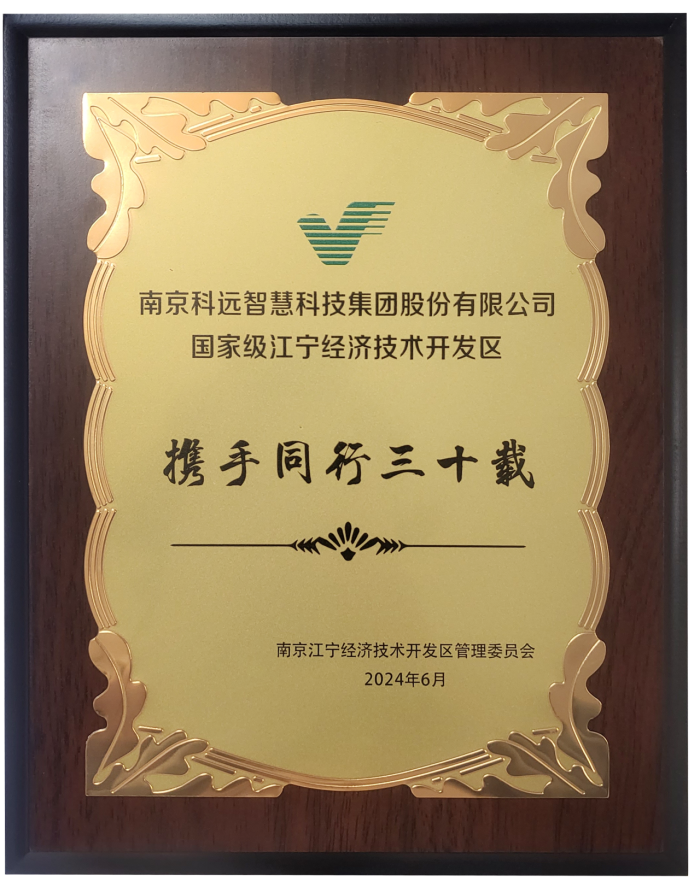 南京科远智慧科技集团股份有限公司
国家级江宁经济技术开发区
携手同行三十载
南京江宁经济技术开发区管理委员会
2024年6月